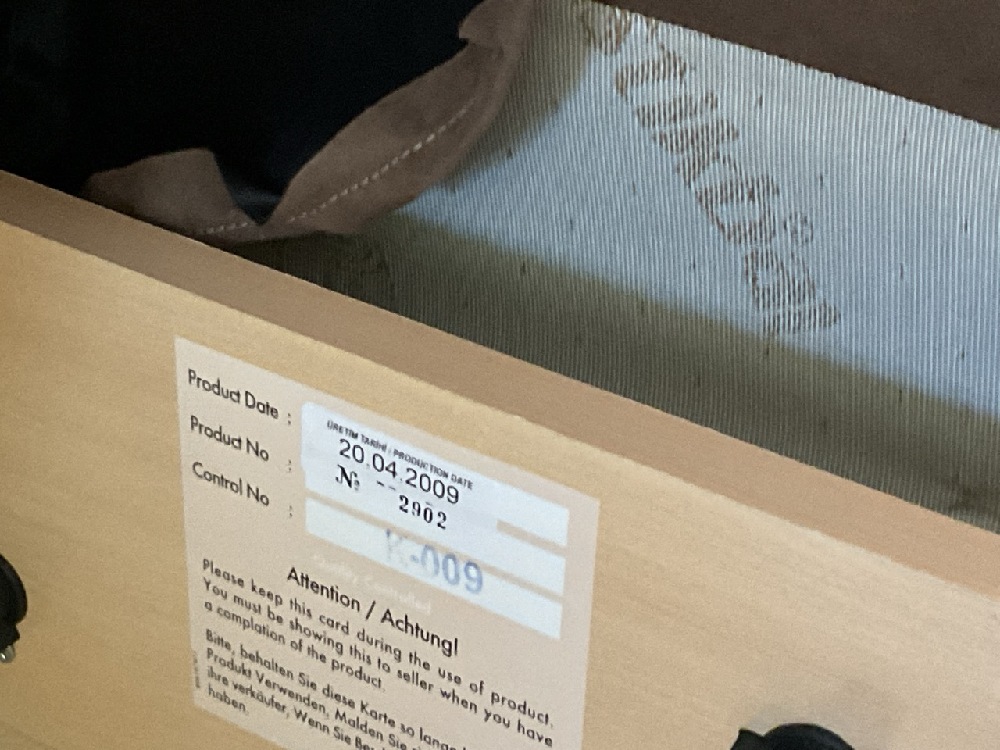 Product Date :
ÜRETİM TARİHİ / PRODUCTION DATE
20.04.2009
Product No :
№ -- 2902
Control No :
K-009
Quality Controlled
Attention / Achtung!
Please keep this card during the use of product.
You must be showing this to seller when you have
a complation of the product.
Bitte, behalten Sie diese Karte so lange
Produkt Verwenden, Malden Sie
ihre verkäufer, Wenn Sie
haben.